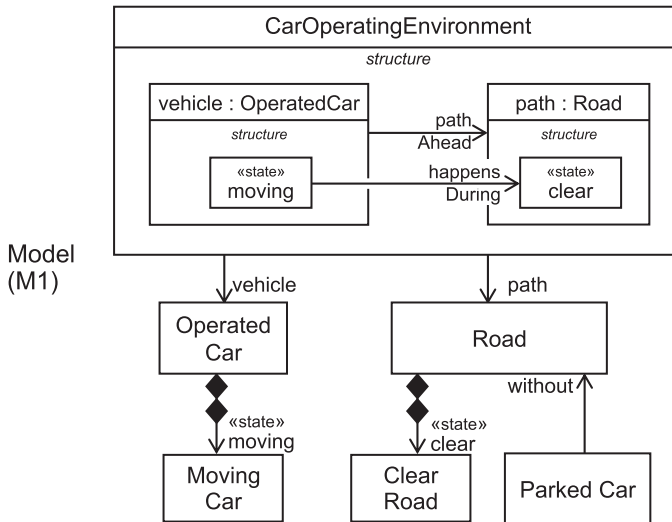 CarOperatingEnvironment
structure
vehicle : OperatedCar
path : Road
structure
path
Ahead
structure
«state»
moving
happens
During
«state»
clear
Model
(M1)
vehicle
path
Operated
Car
Road
without
«state»
moving
«state»
clear
Moving
Car
Clear
Road
Parked Car